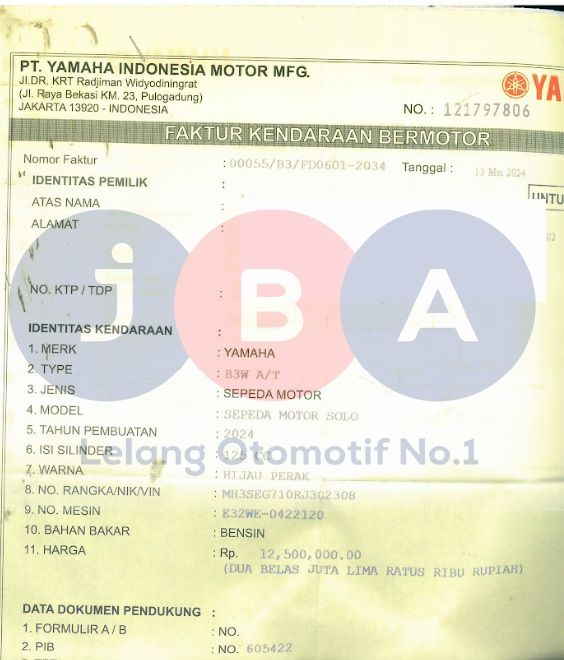 PT. YAMAHA INDONESIA MOTOR MFG.
Jl.DR. KRT Radjiman Widyodiningrat
(Jl. Raya Bekasi KM. 23, Pulogadung)
JAKARTA 13920 - INDONESIA
YA
NO. : 121797806
FAKTUR KENDARAAN BERMOTOR
Nomor Faktur : 00055/B3/FD0601-2034 Tanggal : 13 Mei 2024
IDENTITAS PEMILIK :
UNTU
ATAS NAMA :
ALAMAT :
NO. KTP / TDP :
jBA
IDENTITAS KENDARAAN :
1. MERK : YAMAHA
2. TYPE : B3W A/T
3. JENIS : SEPEDA MOTOR
4. MODEL : SEPEDA MOTOR SOLO
5. TAHUN PEMBUATAN : 2024
6. ISI SILINDER : 125 CC
Lelang Otomotif No.1
7. WARNA : HIJAU PERAK
8. NO. RANGKA/NIK/VIN : MH3SEG710RJ302308
9. NO. MESIN : E32WE-0422120
10. BAHAN BAKAR : BENSIN
11. HARGA : Rp. 12,500,000.00
(DUA BELAS JUTA LIMA RATUS RIBU RUPIAH)
DATA DOKUMEN PENDUKUNG :
1. FORMULIR A / B : NO.
2. PIB : NO. 605422